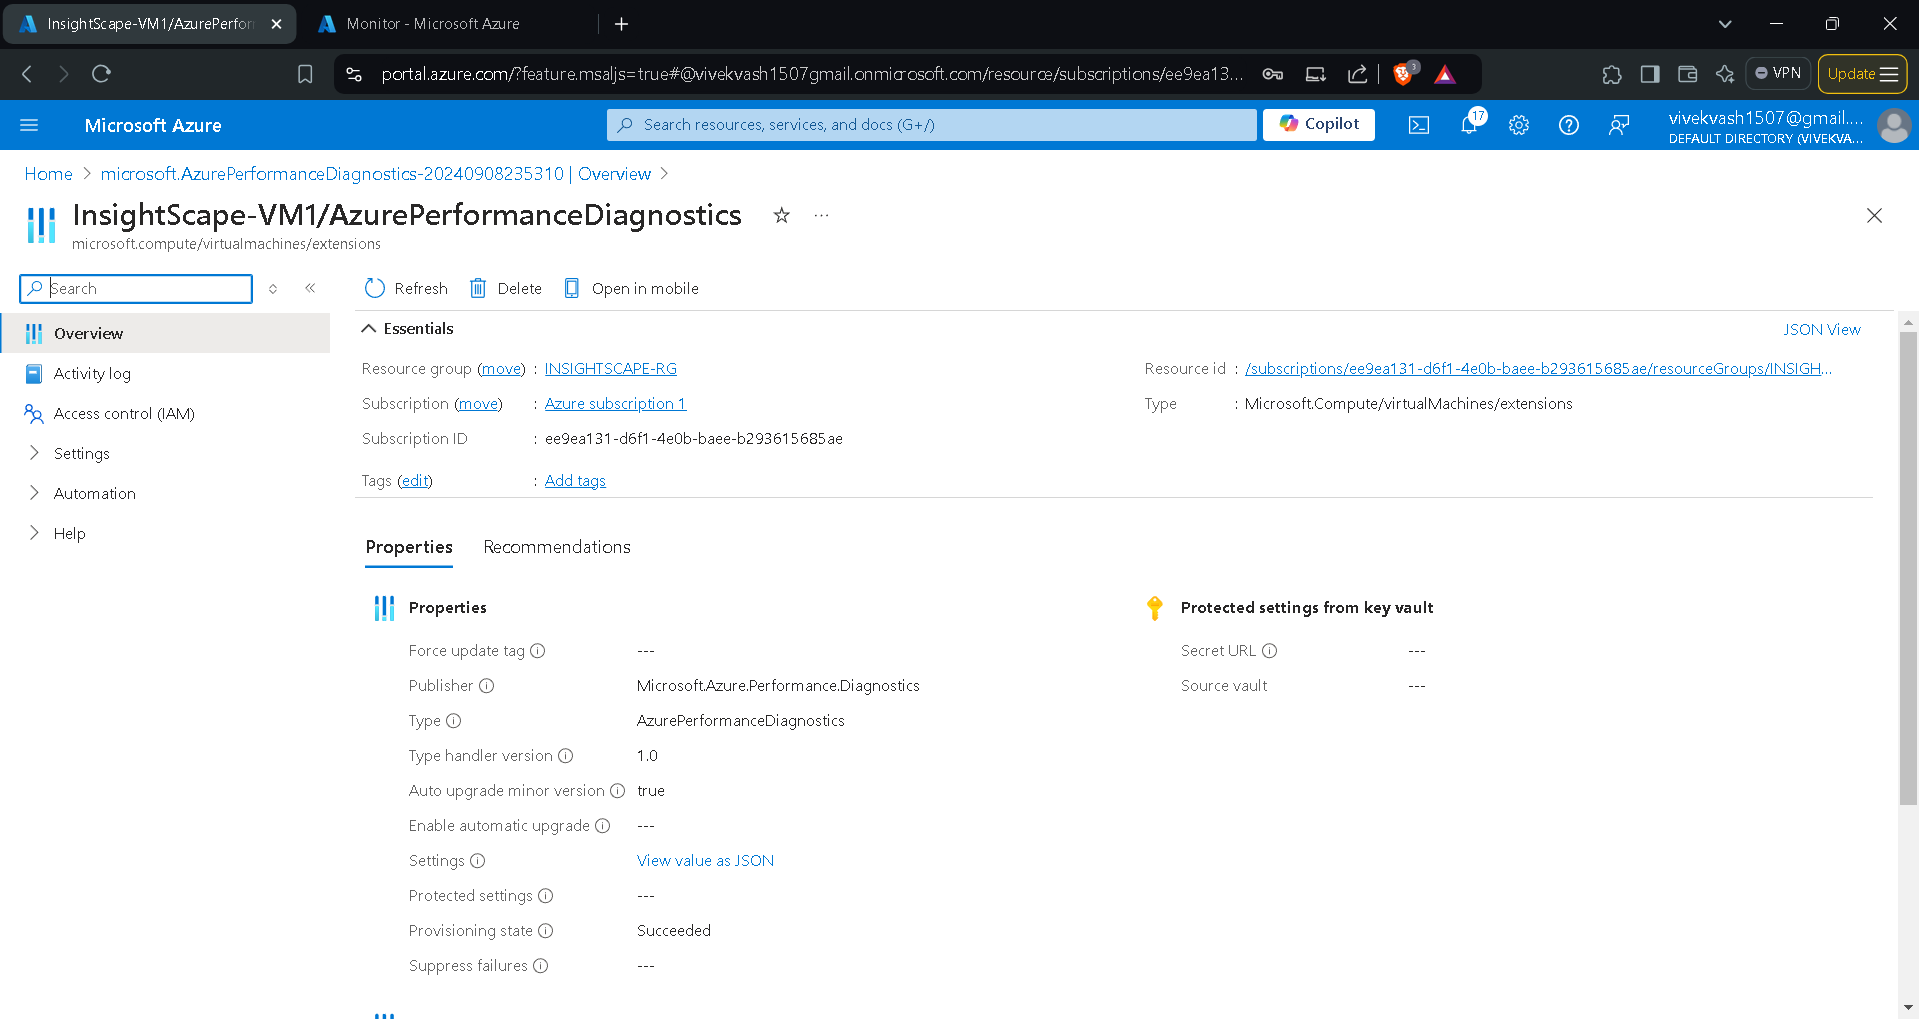 InsightScape-VM1/AzurePerfor
Monitor - Microsoft Azure
portal.azure.com/?feature.msaljs=true#@vivekvash1507gmail.onmicrosoft.com/resource/subscriptions/ee9ea13...
3
VPN
Update
Microsoft Azure
Search resources, services, and docs (G+/)
Copilot
17
vivekvash1507@gmail....
DEFAULT DIRECTORY (VIVEKVA...
Home > microsoft.AzurePerformanceDiagnostics-20240908235310 | Overview >
InsightScape-VM1/AzurePerformanceDiagnostics
microsoft.compute/virtualmachines/extensions
Search
Refresh
Delete
Open in mobile
Overview
Activity log
Access control (IAM)
Settings
Automation
Help
Essentials
JSON View
Resource group (move) : INSIGHTSCAPE-RG
Subscription (move) : Azure subscription 1
Subscription ID : ee9ea131-d6f1-4e0b-baee-b293615685ae
Tags (edit) : Add tags
Resource id : /subscriptions/ee9ea131-d6f1-4e0b-baee-b293615685ae/resourceGroups/INSIGH...
Type : Microsoft.Compute/virtualMachines/extensions
Properties
Recommendations
Properties
Force update tag ---
Publisher Microsoft.Azure.Performance.Diagnostics
Type AzurePerformanceDiagnostics
Type handler version 1.0
Auto upgrade minor version true
Enable automatic upgrade ---
Settings View value as JSON
Protected settings ---
Provisioning state Succeeded
Suppress failures ---
Protected settings from key vault
Secret URL ---
Source vault ---